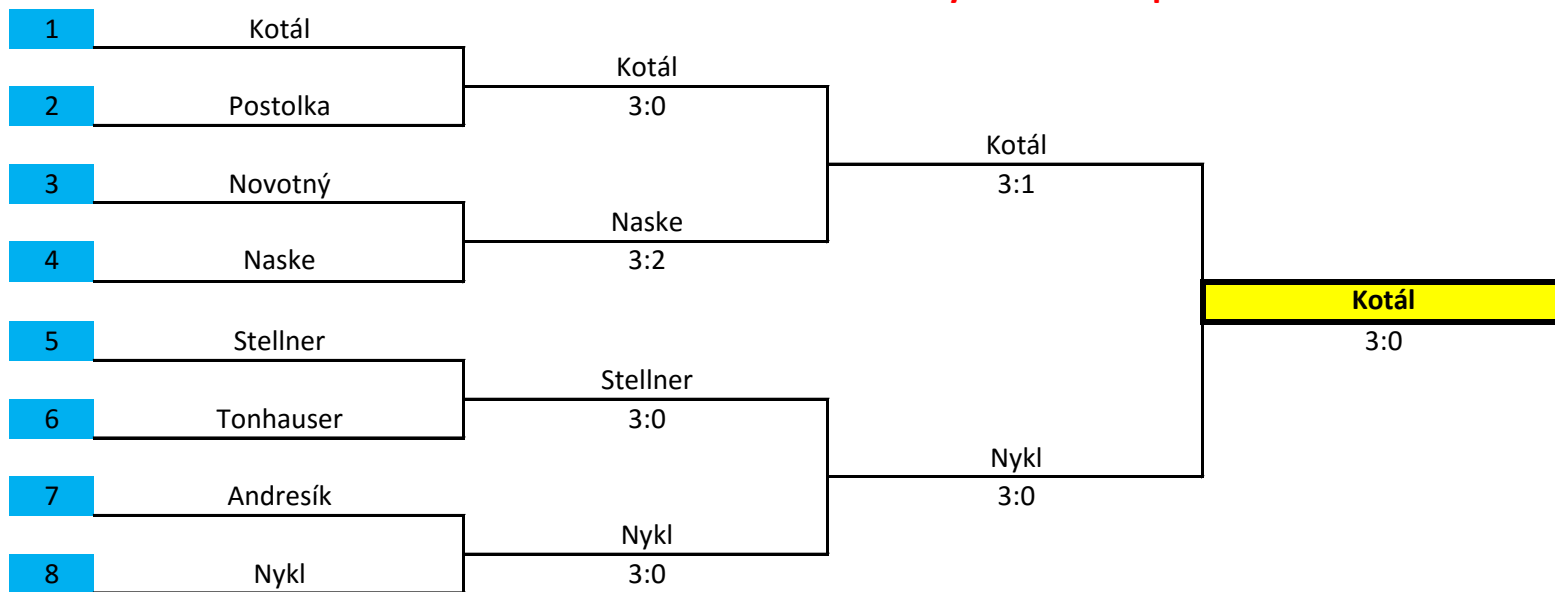 1 Kotál
Kotál
2 Postolka 3:0
Kotál
3 Novotný 3:1
Naske
4 Naske 3:2
Kotál
5 Stellner 3:0
Stellner
6 Tonhauser 3:0
Nykl
7 Andresík 3:0
Nykl
8 Nykl 3:0